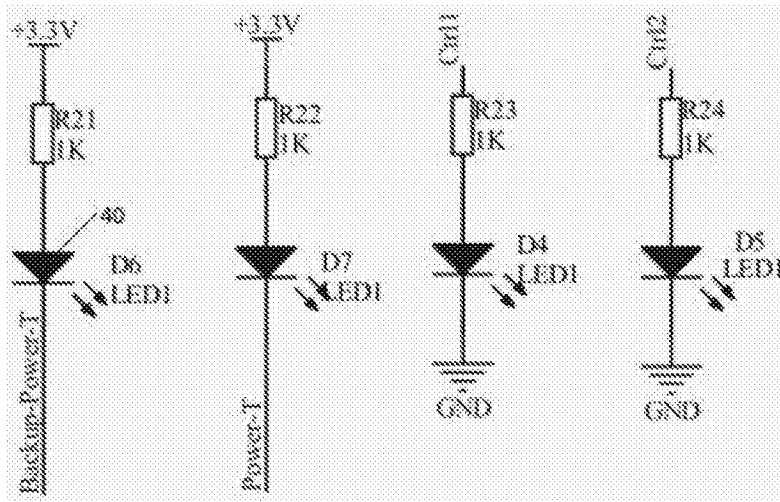 +3.3V
R21
1K
40
D6
LED1
Backup-Power-T
+3.3V
R22
1K
D7
LED1
Power-T
Ctrl1
R23
1K
D4
LED1
GND
Ctrl2
R24
1K
D5
LED1
GND